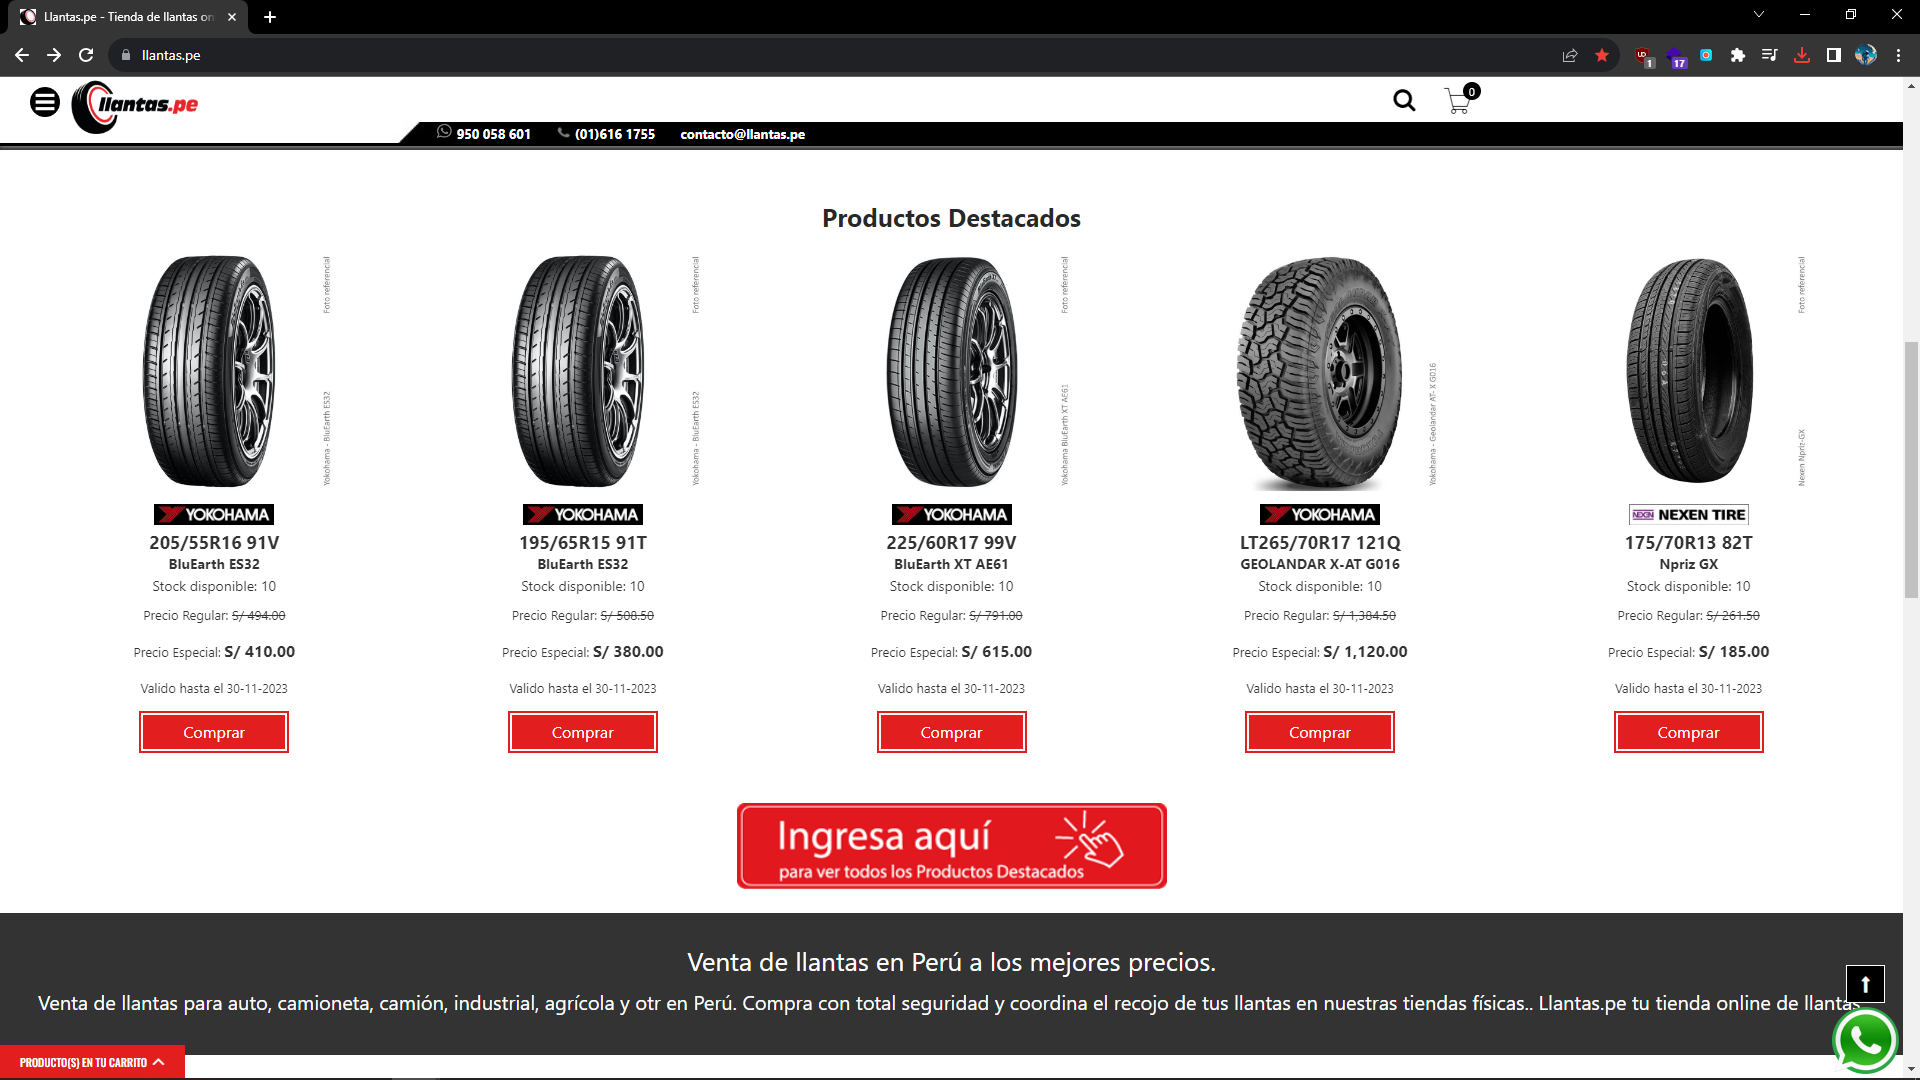 Llantas.pe - Tienda de llantas on
llantas.pe
1
17
llantas.pe
0
950 058 601
(01)616 1755
contacto@llantas.pe
Productos Destacados
Foto referencial
Yokohama - BluEarth ES32
Foto referencial
Yokohama - BluEarth ES32
Foto referencial
Yokohama BluEarth XT AE61
Yokohama - Geolandar AT- X G016
Foto referencial
Nexen Npriz-GX
YOKOHAMA
205/55R16 91V
BluEarth ES32
Stock disponible: 10
Precio Regular: S/ 494.00
Precio Especial: S/ 410.00
Valido hasta el 30-11-2023
Comprar
YOKOHAMA
195/65R15 91T
BluEarth ES32
Stock disponible: 10
Precio Regular: S/ 508.50
Precio Especial: S/ 380.00
Valido hasta el 30-11-2023
Comprar
YOKOHAMA
225/60R17 99V
BluEarth XT AE61
Stock disponible: 10
Precio Regular: S/ 791.00
Precio Especial: S/ 615.00
Valido hasta el 30-11-2023
Comprar
YOKOHAMA
LT265/70R17 121Q
GEOLANDAR X-AT G016
Stock disponible: 10
Precio Regular: S/ 1,384.50
Precio Especial: S/ 1,120.00
Valido hasta el 30-11-2023
Comprar
NEXEN NEXEN TIRE
175/70R13 82T
Npriz GX
Stock disponible: 10
Precio Regular: S/ 261.50
Precio Especial: S/ 185.00
Valido hasta el 30-11-2023
Comprar
Ingresa aquí
para ver todos los Productos Destacados
Venta de llantas en Perú a los mejores precios.
Venta de llantas para auto, camioneta, camión, industrial, agrícola y otr en Perú. Compra con total seguridad y coordina el recojo de tus llantas en nuestras tiendas físicas.. Llantas.pe tu tienda online de llantas
PRODUCTO(S) EN TU CARRITO